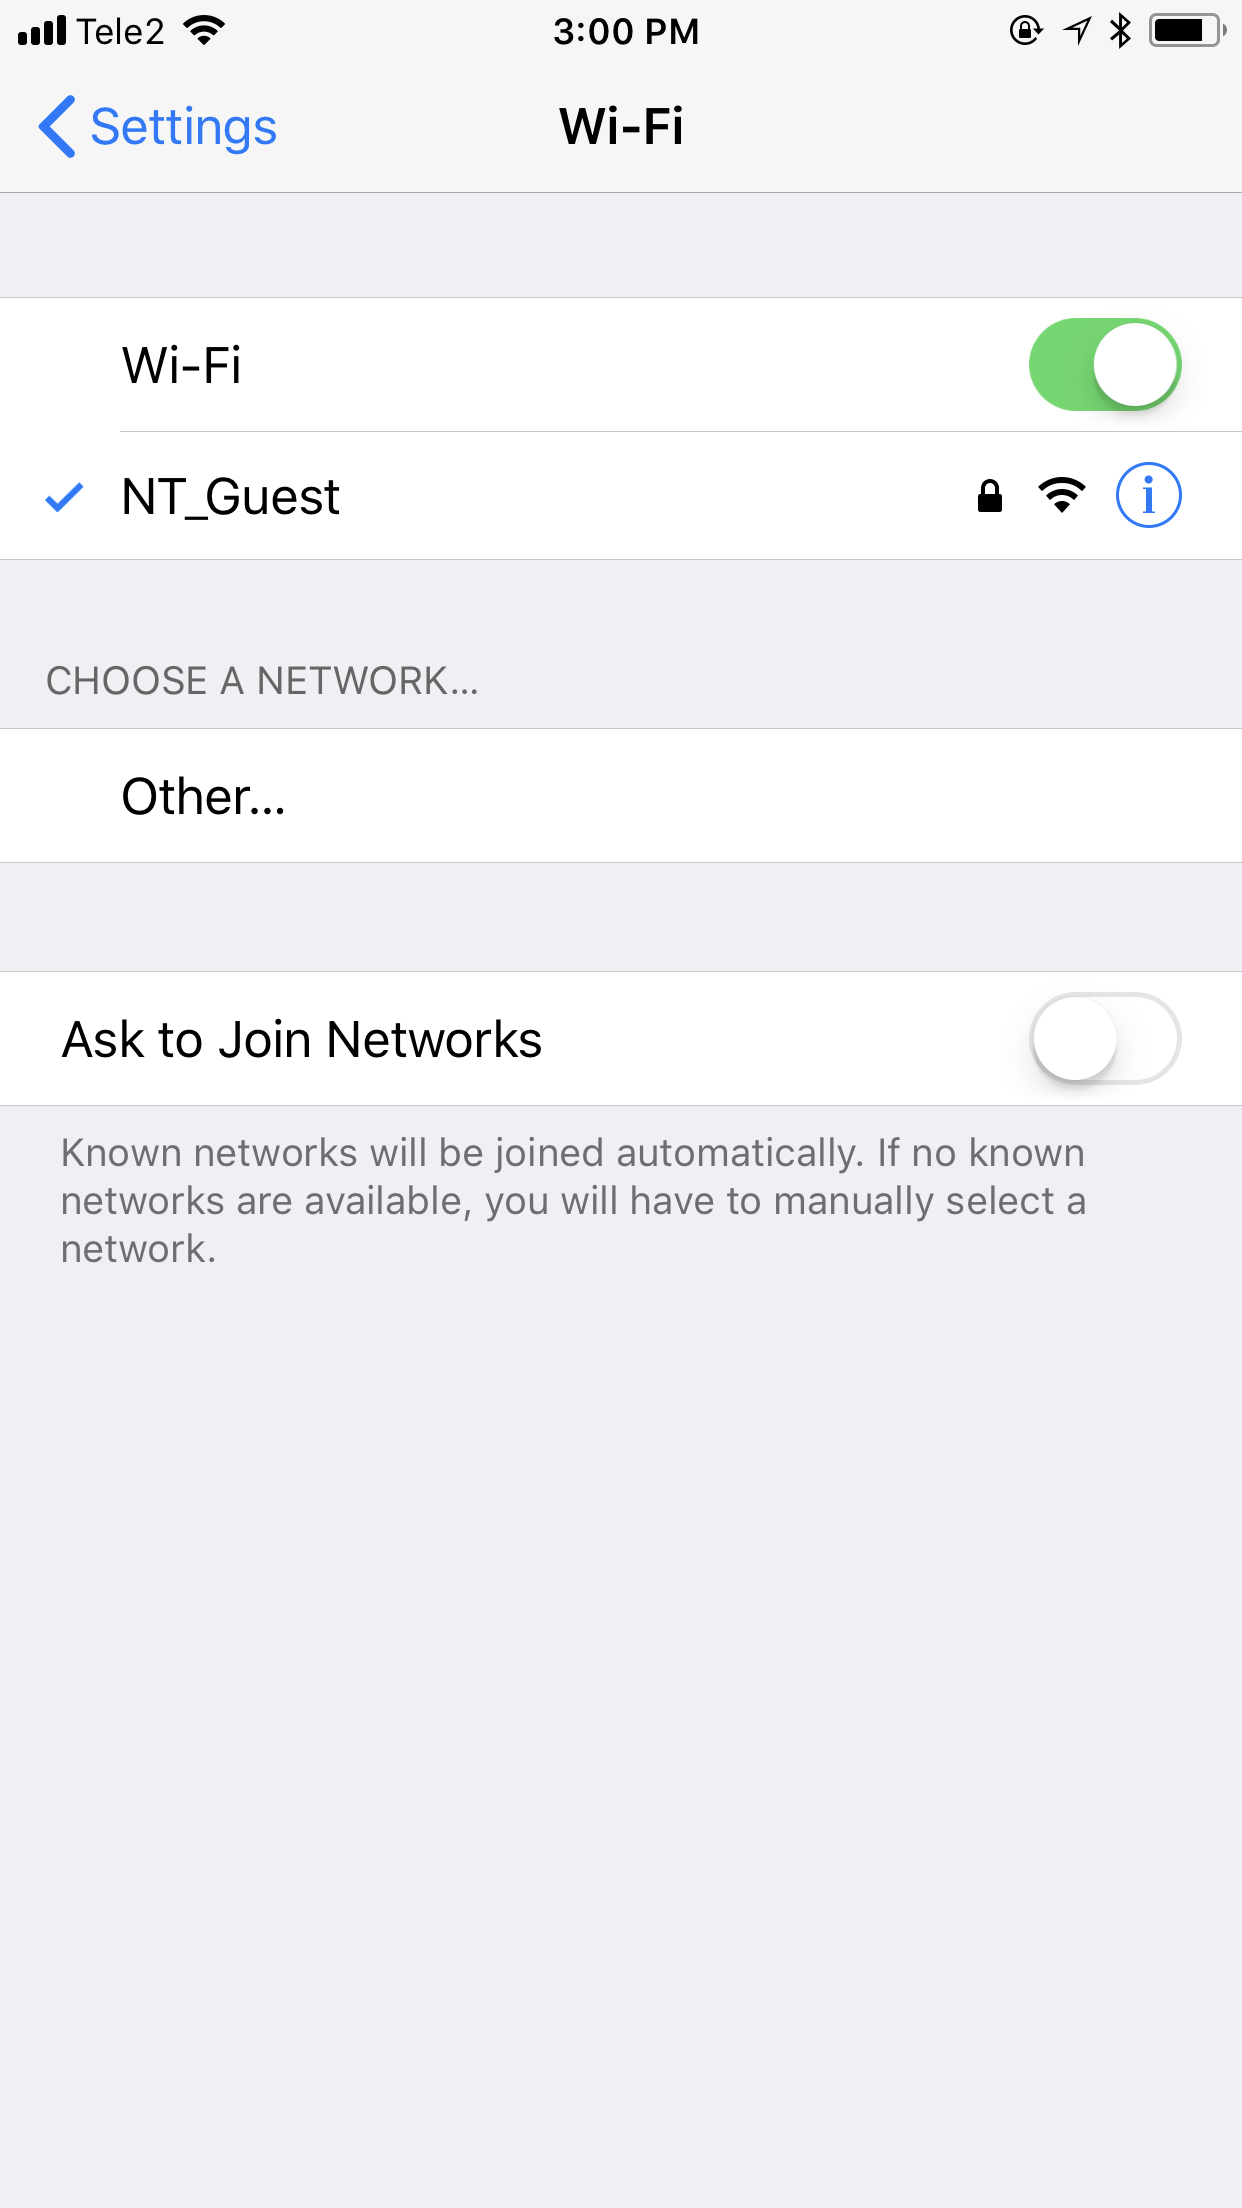 Tele2 3:00 PM
Settings Wi-Fi
Wi-Fi
NT_Guest
CHOOSE A NETWORK...
Other...
Ask to Join Networks
Known networks will be joined automatically. If no known
networks are available, you will have to manually select a
network.